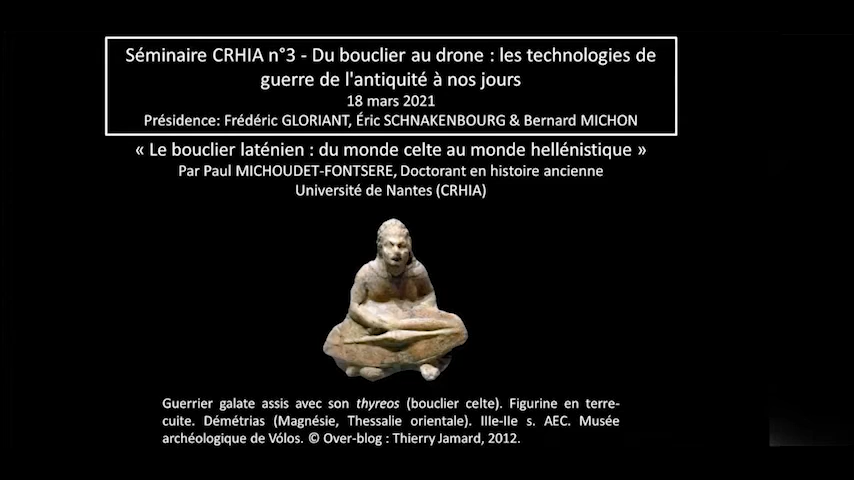 Séminaire CRHIA n°3 - Du bouclier au drone : les technologies de
guerre de l'antiquité à nos jours
18 mars 2021
Présidence: Frédéric GLORIANT, Éric SCHNAKENBOURG & Bernard MICHON
« Le bouclier laténien : du monde celte au monde hellénistique »
Par Paul MICHOUDET-FONTSERE, Doctorant en histoire ancienne
Université de Nantes (CRHIA)
Guerrier galate assis avec son thyreos (bouclier celte). Figurine en terre-
cuite. Démétrias (Magnésie, Thessalie orientale). IIIe-IIe s. AEC. Musée
archéologique de Vólos. © Over-blog : Thierry Jamard, 2012.